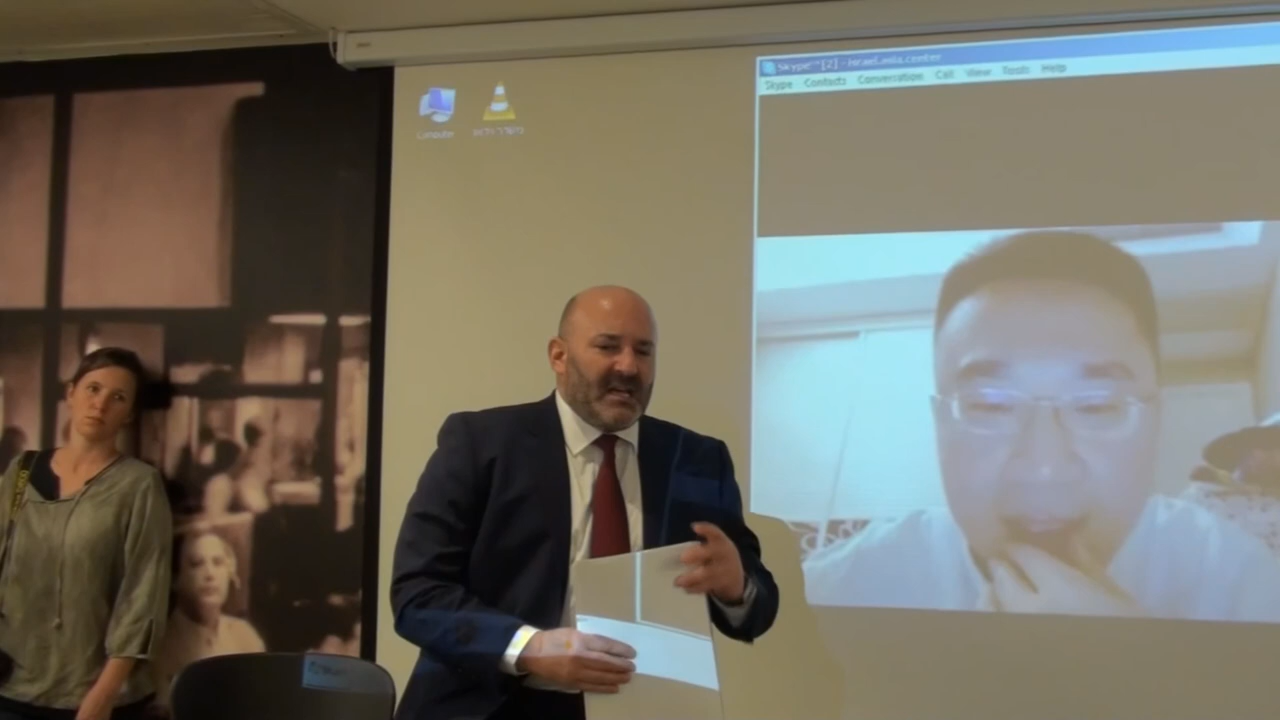 Skype™ [2] - israel.asia.center
Skype Contacts Conversation Call View Tools Help
Computer